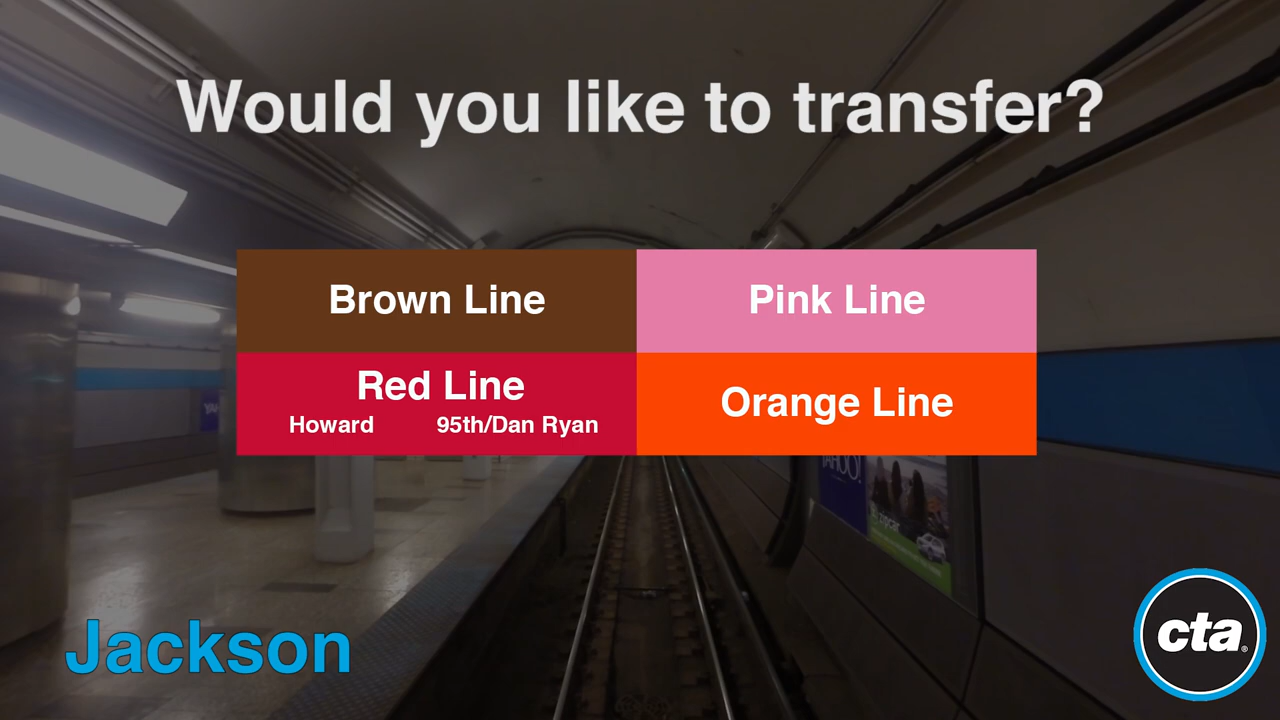 Would you like to transfer?
Brown Line
Pink Line
Red Line
Howard
95th/Dan Ryan
Orange Line
YAHOO!
Jackson
cta®